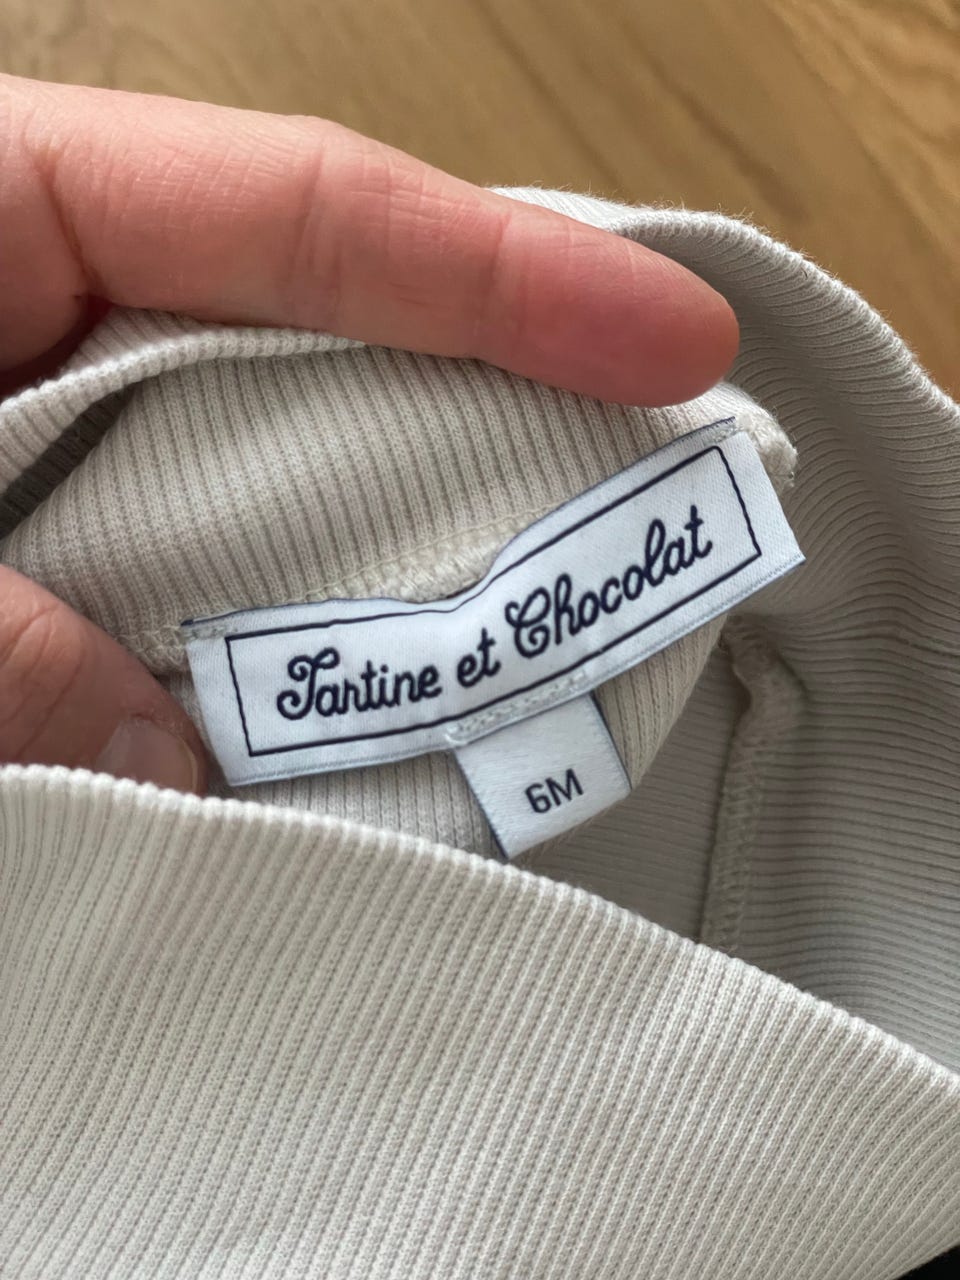 Tartine et Chocolat
6M